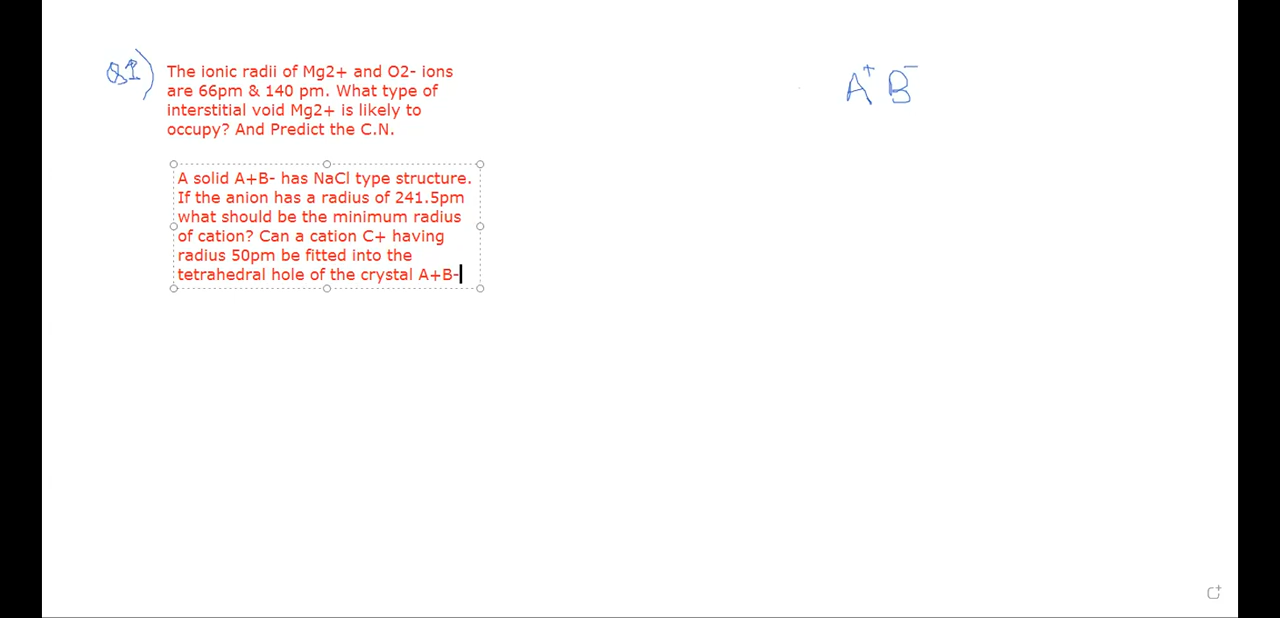 Q1)
The ionic radii of Mg2+ and O2- ions
are 66pm & 140 pm. What type of
interstitial void Mg2+ is likely to
occupy? And Predict the C.N.
A+ B-
A solid A+B- has NaCl type structure.
If the anion has a radius of 241.5pm
what should be the minimum radius
of cation? Can a cation C+ having
radius 50pm be fitted into the
tetrahedral hole of the crystal A+B-